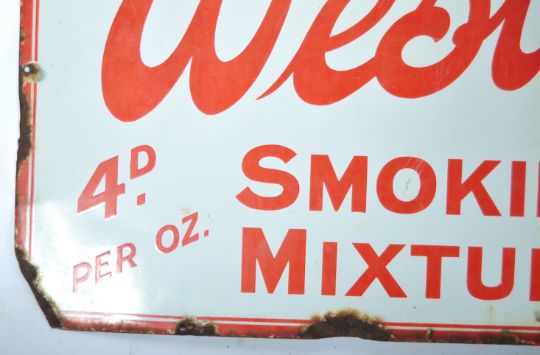 4D.
PER OZ.
SMOKI
MIXTU